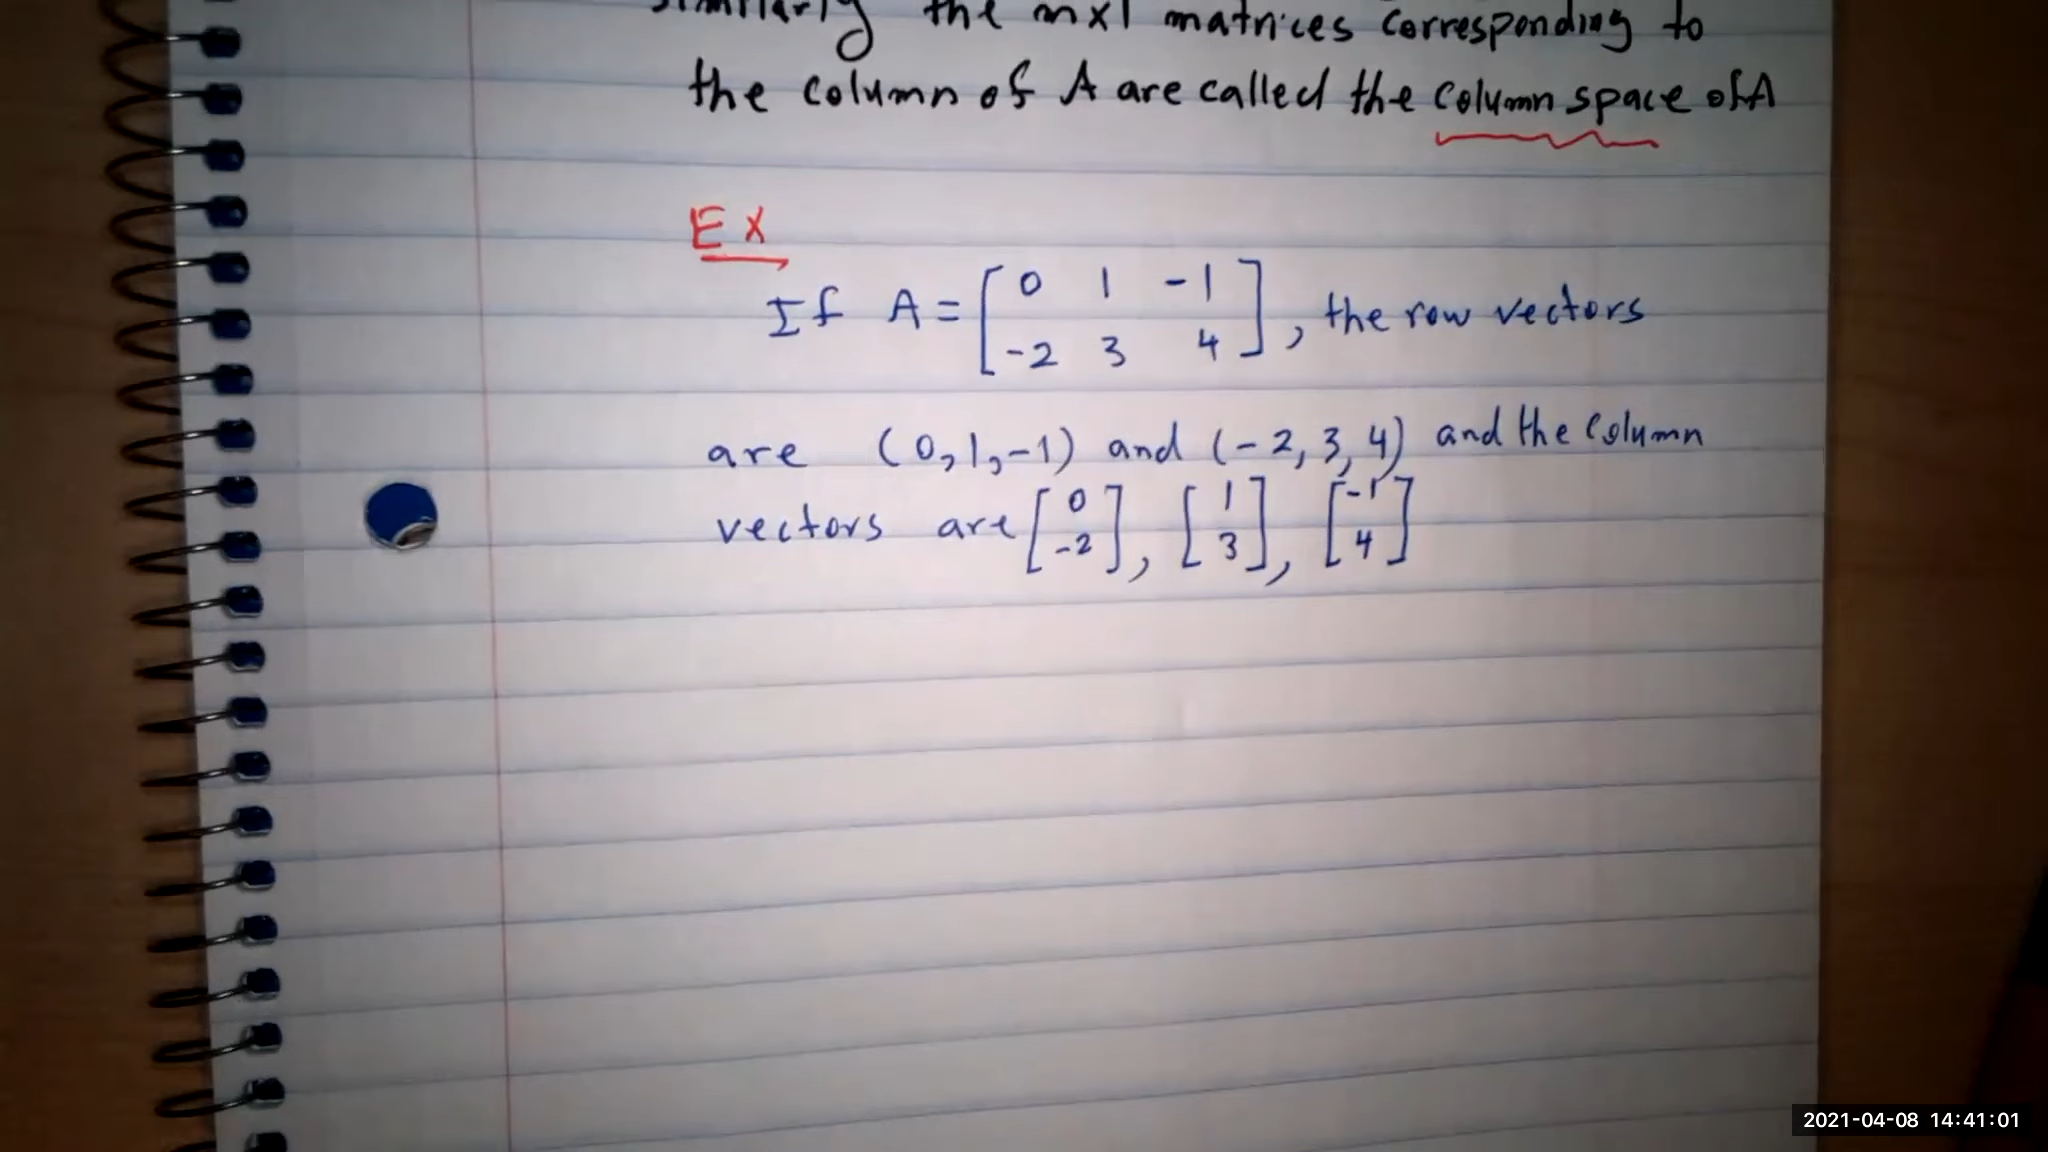 similarly the mx1 matrices corresponding to
the column of A are called the column space of A
EX
If A = [0 1 -1
-2 3 4], the row vectors
are (0,1,-1) and (-2,3,4) and the column
vectors are [0
-2], [1
3], [-1
4]
2021-04-08 14:41:01